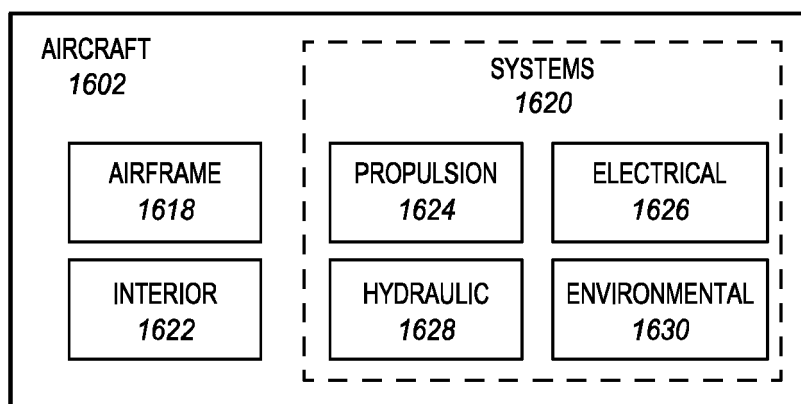 AIRCRAFT
1602
SYSTEMS
1620
AIRFRAME
1618
PROPULSION
1624
ELECTRICAL
1626
INTERIOR
1622
HYDRAULIC
1628
ENVIRONMENTAL
1630